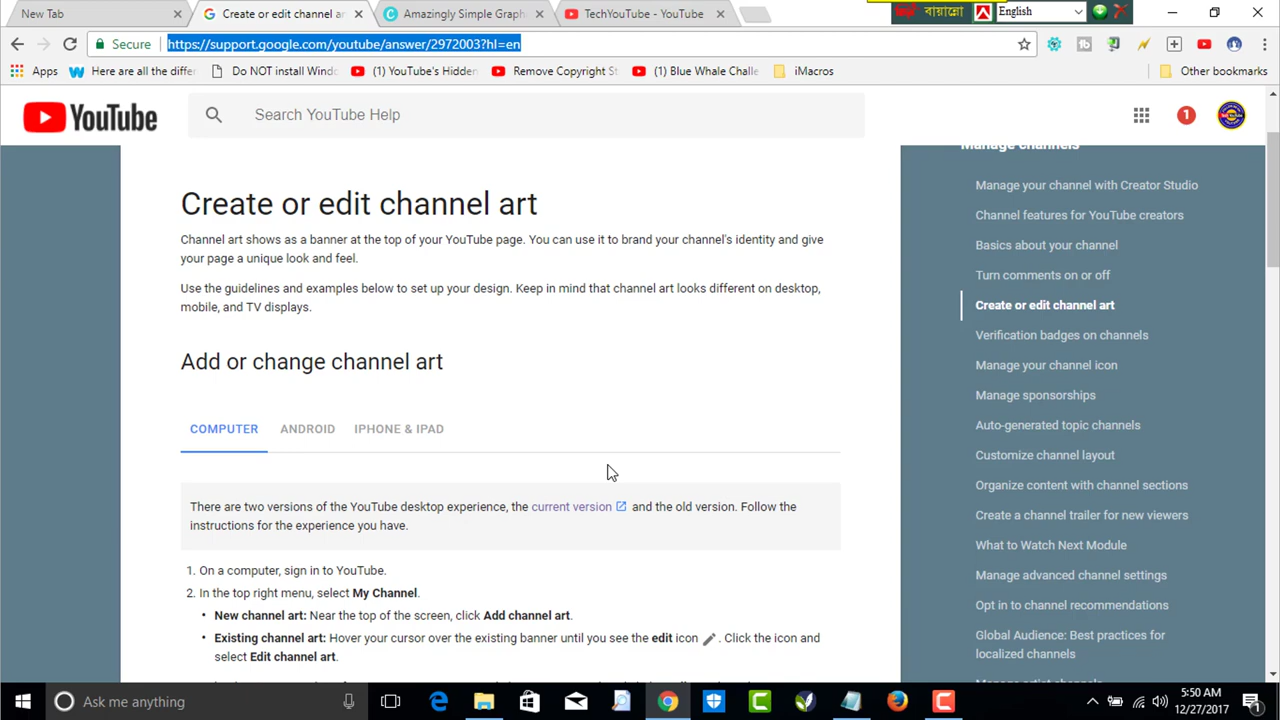 New Tab
Create or edit channel ar
Amazingly Simple Graph
TechYouTube - YouTube
বায়ান্নো
English
Secure
https://support.google.com/youtube/answer/2972003?hl=en
Apps
Here are all the differ
Do NOT install Windo
(1) YouTube's Hidden
Remove Copyright St
(1) Blue Whale Challe
iMacros
Other bookmarks
YouTube
Search YouTube Help
1
Manage channels
Create or edit channel art
Channel art shows as a banner at the top of your YouTube page. You can use it to brand your channel's identity and give
your page a unique look and feel.
Use the guidelines and examples below to set up your design. Keep in mind that channel art looks different on desktop,
mobile, and TV displays.
Add or change channel art
COMPUTER
ANDROID
IPHONE & IPAD
There are two versions of the YouTube desktop experience, the current version and the old version. Follow the
instructions for the experience you have.
1. On a computer, sign in to YouTube.
2. In the top right menu, select My Channel.
• New channel art: Near the top of the screen, click Add channel art.
• Existing channel art: Hover your cursor over the existing banner until you see the edit icon . Click the icon and
select Edit channel art.
Manage your channel with Creator Studio
Channel features for YouTube creators
Basics about your channel
Turn comments on or off
Create or edit channel art
Verification badges on channels
Manage your channel icon
Manage sponsorships
Auto-generated topic channels
Customize channel layout
Organize content with channel sections
Create a channel trailer for new viewers
What to Watch Next Module
Manage advanced channel settings
Opt in to channel recommendations
Global Audience: Best practices for
localized channels
Ask me anything
5:50 AM
12/27/2017